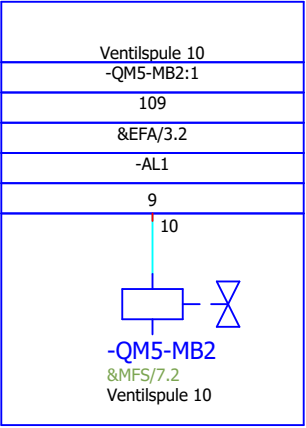 Ventilspule 10
-QM5-MB2:1
109
&EFA/3.2
-AL1
9
10
-QM5-MB2
&MFS/7.2
Ventilspule 10